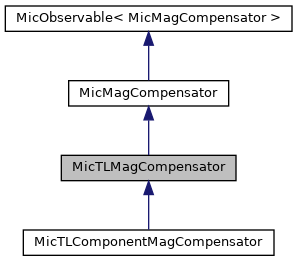 MicObservable< MicMagCompensator >
MicMagCompensator
MicTLMagCompensator
MicTLComponentMagCompensator